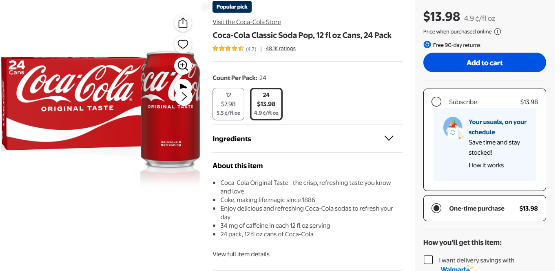 Popular pick
Visit the Coca-Cola Store
Coca-Cola Classic Soda Pop, 12 fl oz Cans, 24 Pack
(4.7) | 48.1K ratings
24
Cans
Coca-Cola
ORIGINAL TASTE
Coca-Cola
ORIGINAL TASTE
Count Per Pack: 24
12
$7.98
5.5 ¢/fl oz
24
$13.98
4.9 ¢/fl oz
Ingredients
About this item
Coca-Cola Original Taste - the crisp, refreshing taste you know and love
Coke, making life magic since 1886
Enjoy delicious and refreshing Coca-Cola sodas to refresh your day
34 mg of caffeine in each 12 fl oz serving
24 pack, 12 fl oz cans of Coca-Cola
View full item details
$13.98 4.9 ¢/fl oz
Price when purchased online
Free 90-day returns
Add to cart
Subscribe $13.98
Your usuals, on your
schedule
Save time and stay
stocked!
How it works
One-time purchase $13.98
How you'll get this item:
I want delivery savings with
Walmart+